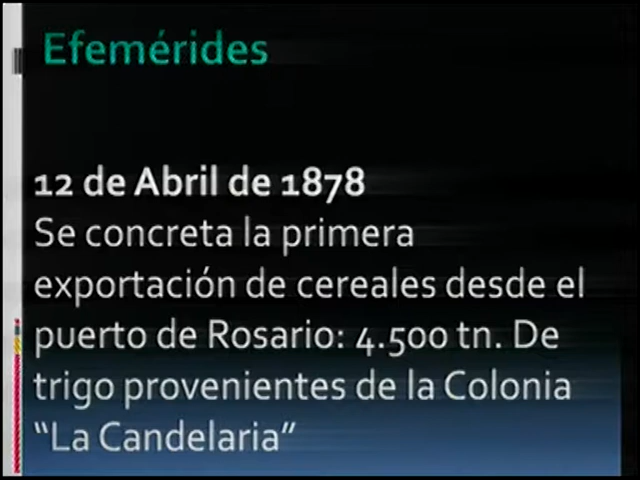 Efemérides
12 de Abril de 1878
Se concreta la primera
exportación de cereales desde el
puerto de Rosario: 4.500 tn. De
trigo provenientes de la Colonia
“La Candelaria”